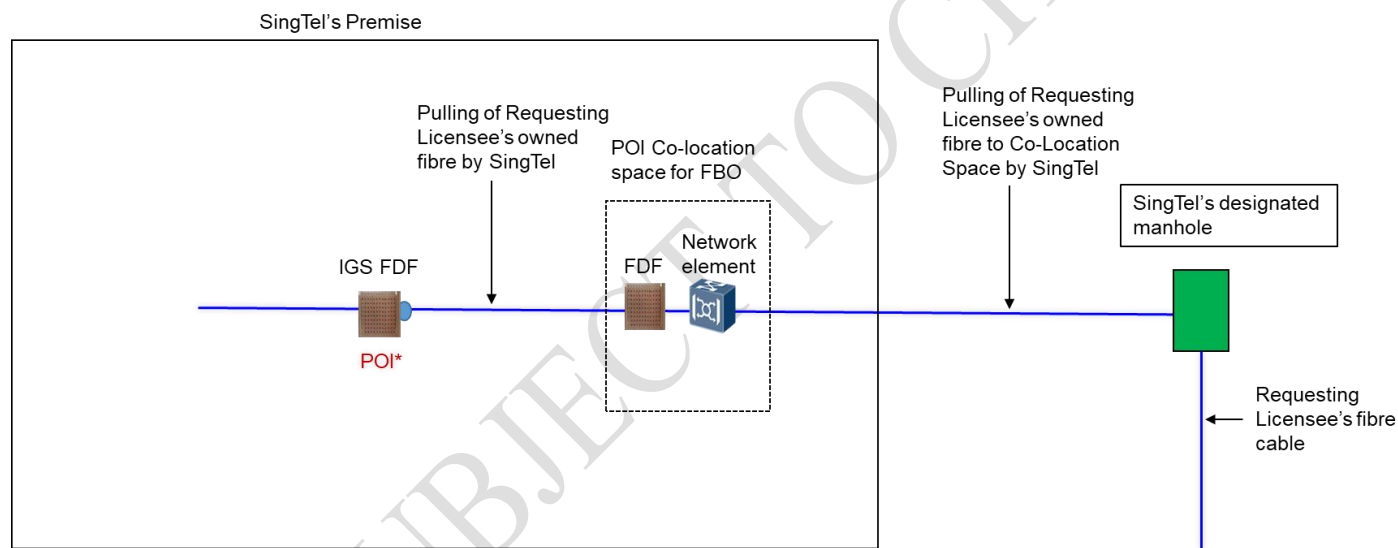 SingTel’s Premise
Pulling of Requesting
Licensee’s owned
fibre by SingTel
POI Co-location
space for FBO
Pulling of Requesting
Licensee’s owned
fibre to Co-Location
Space by SingTel
SingTel’s designated
manhole
IGS FDF
FDF
Network
element
POI*
Requesting
Licensee’s fibre
cable
SUBJECT TO